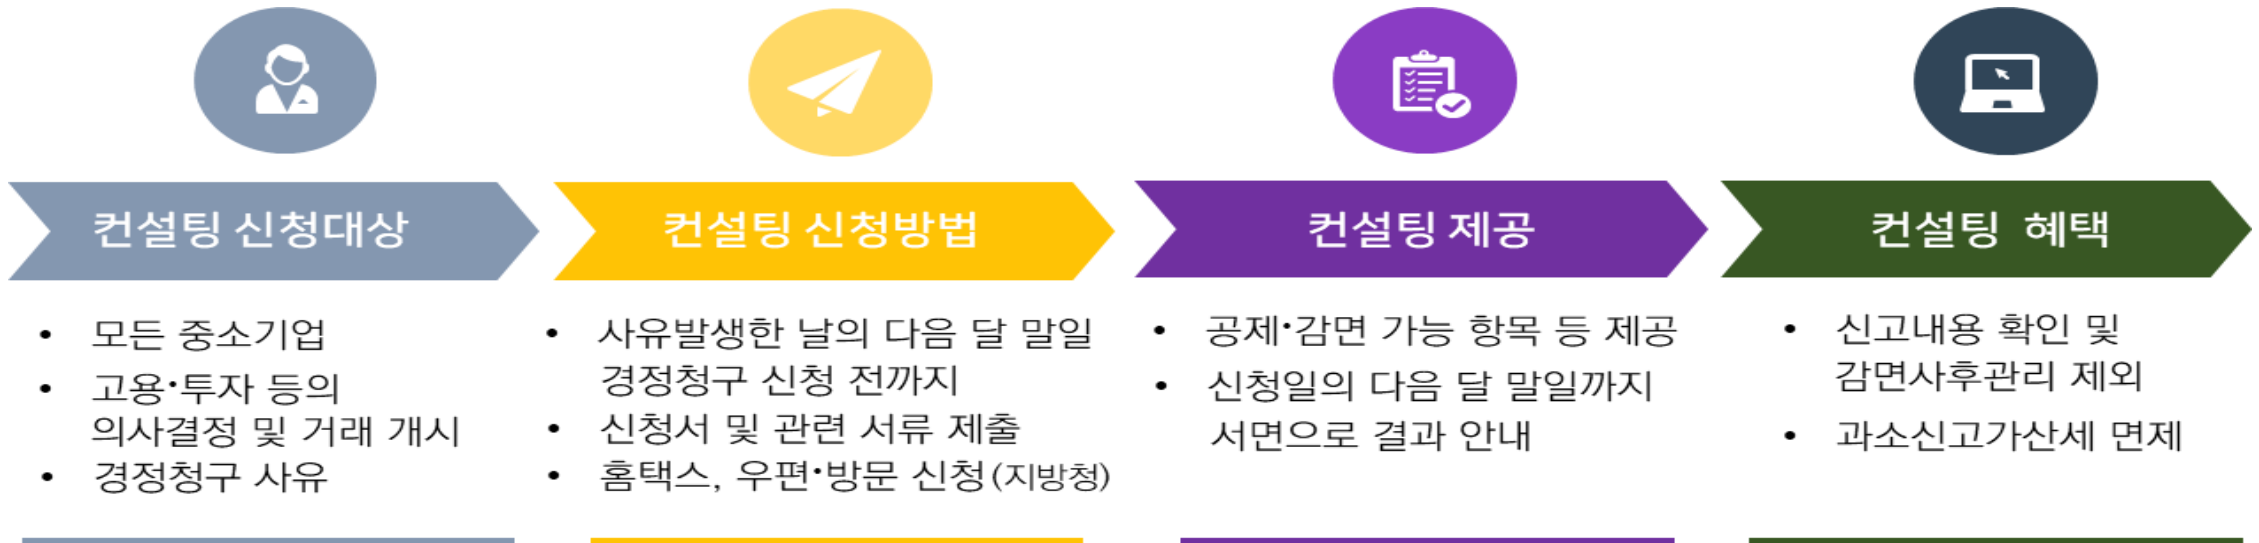 컨설팅 신청대상
• 모든 중소기업
• 고용·투자 등의
의사결정 및 거래 개시
• 경정청구 사유
컨설팅 신청방법
• 사유발생한 날의 다음 달 말일
경정청구 신청 전까지
• 신청서 및 관련 서류 제출
• 홈택스, 우편·방문 신청(지방청)
컨설팅 제공
• 공제·감면 가능 항목 등 제공
• 신청일의 다음 달 말일까지
서면으로 결과 안내
컨설팅 혜택
• 신고내용 확인 및
감면사후관리 제외
• 과소신고가산세 면제